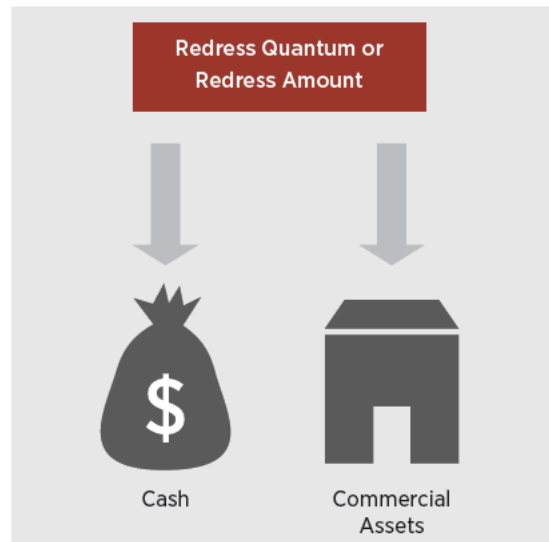 Redress Quantum or
Redress Amount
$
Cash
Commercial
Assets